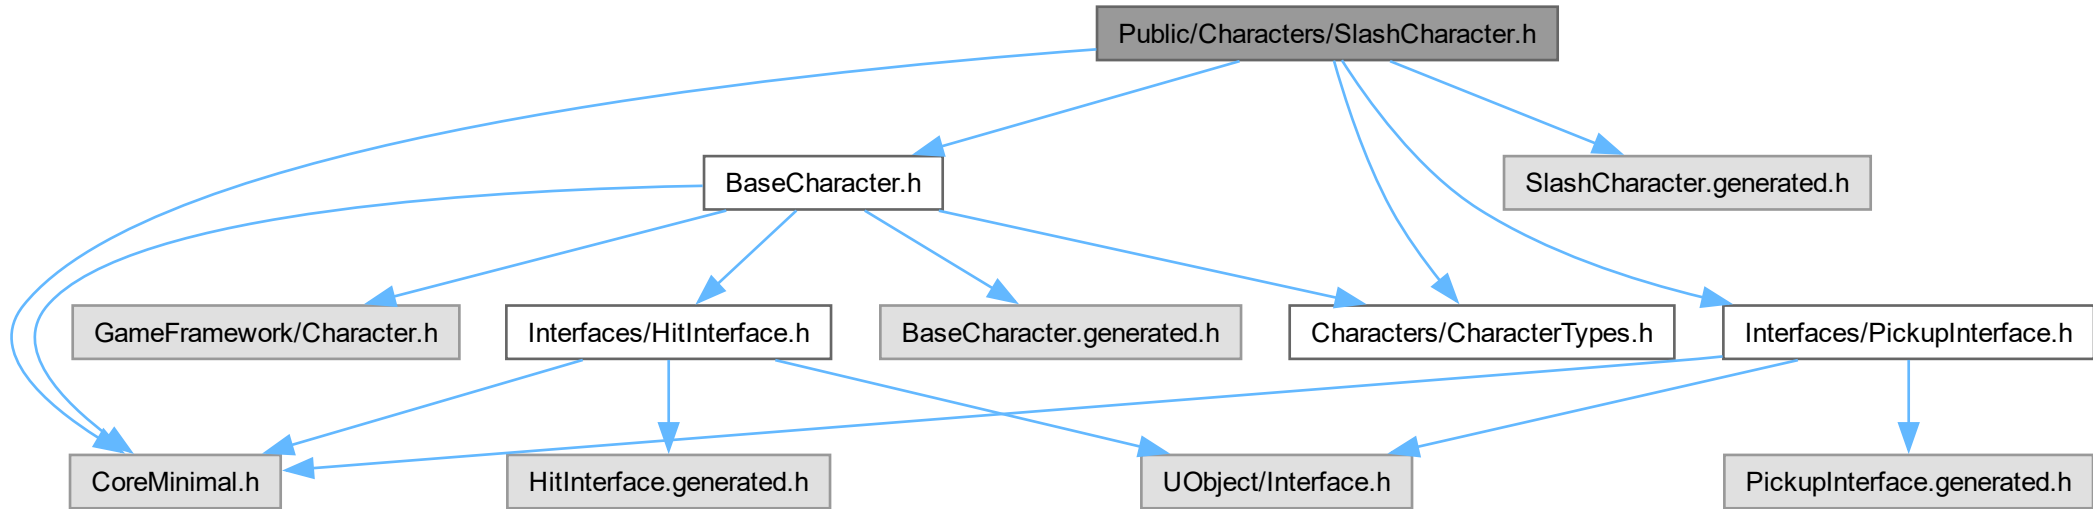 Public/Characters/SlashCharacter.h
BaseCharacter.h
SlashCharacter.generated.h
GameFramework/Character.h
Interfaces/HitInterface.h
BaseCharacter.generated.h
Characters/CharacterTypes.h
Interfaces/PickupInterface.h
CoreMinimal.h
HitInterface.generated.h
UObject/Interface.h
PickupInterface.generated.h